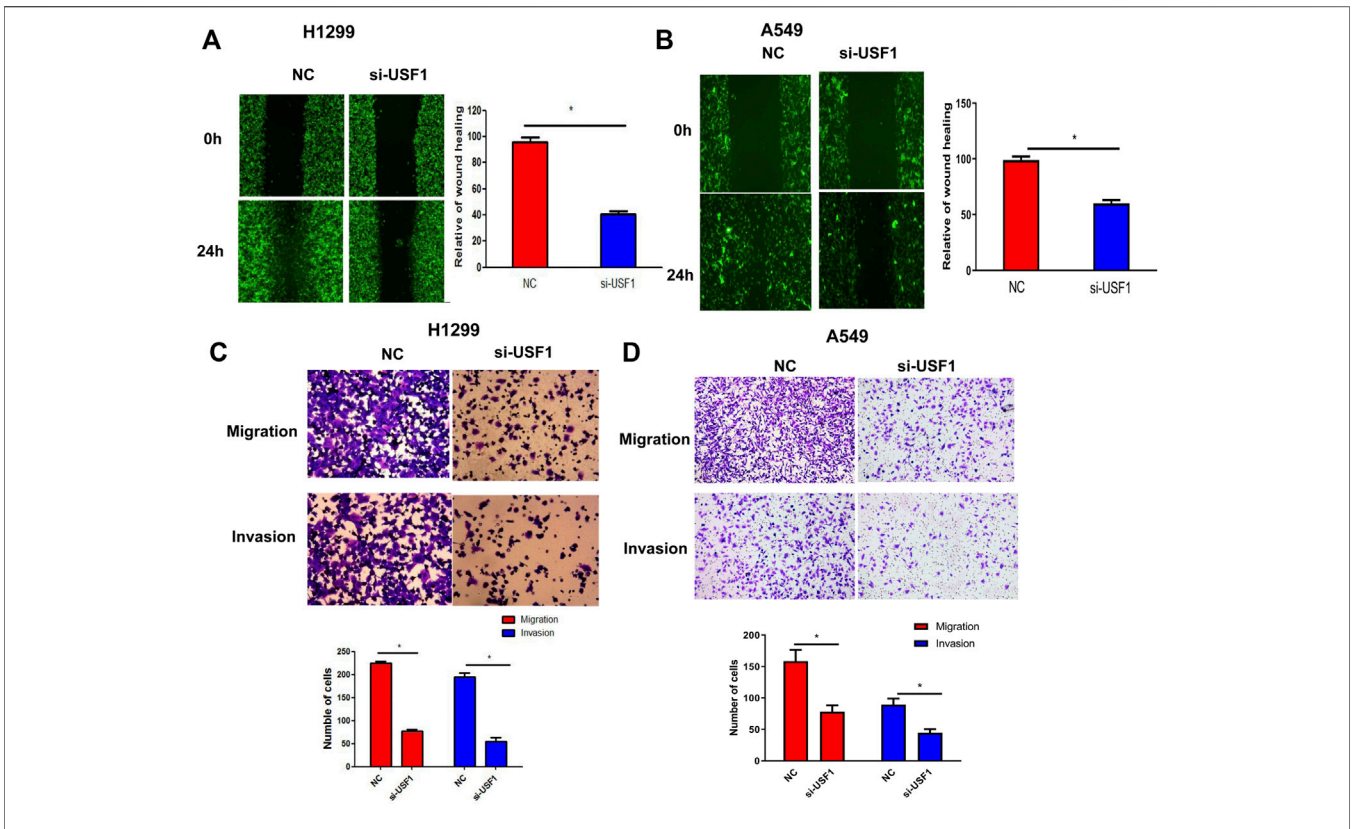 A
H1299
NC si-USF1
0h
24h
Relative of wound healing
120
100
80
60
40
20
0
*
NC si-USF1
B
A549
NC si-USF1
0h
24h
Relative of wound healing
150
100
50
0
*
NC si-USF1
C
H1299
NC si-USF1
Migration
Invasion
Migration
Invasion
Numble of cells
250
200
150
100
50
0
* *
NC si-USF1 NC si-USF1
D
A549
NC si-USF1
Migration
Invasion
Migration
Invasion
Number of cells
200
150
100
50
0
* *
NC si-USF1 NC si-USF1